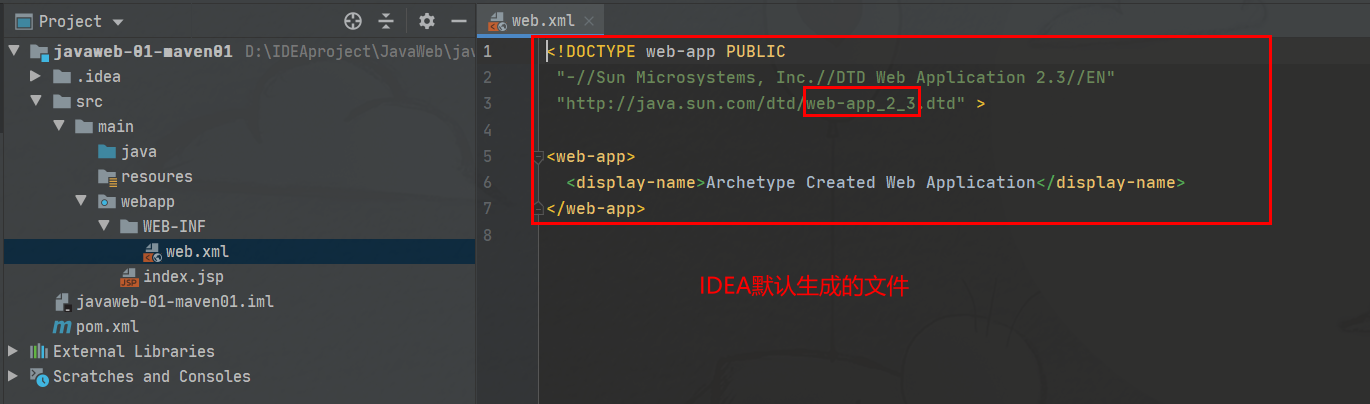 Project
web.xml
javaweb-01-maven01 D:\IDEAproject\JavaWeb\jav
.idea
src
main
java
resoures
webapp
WEB-INF
web.xml
index.jsp
javaweb-01-maven01.iml
pom.xml
External Libraries
Scratches and Consoles
1 <!DOCTYPE web-app PUBLIC
2 "-//Sun Microsystems, Inc.//DTD Web Application 2.3//EN"
3 "http://java.sun.com/dtd/web-app_2_3.dtd" >
4
5 <web-app>
6 <display-name>Archetype Created Web Application</display-name>
7 </web-app>
8
IDEA默认生成的文件